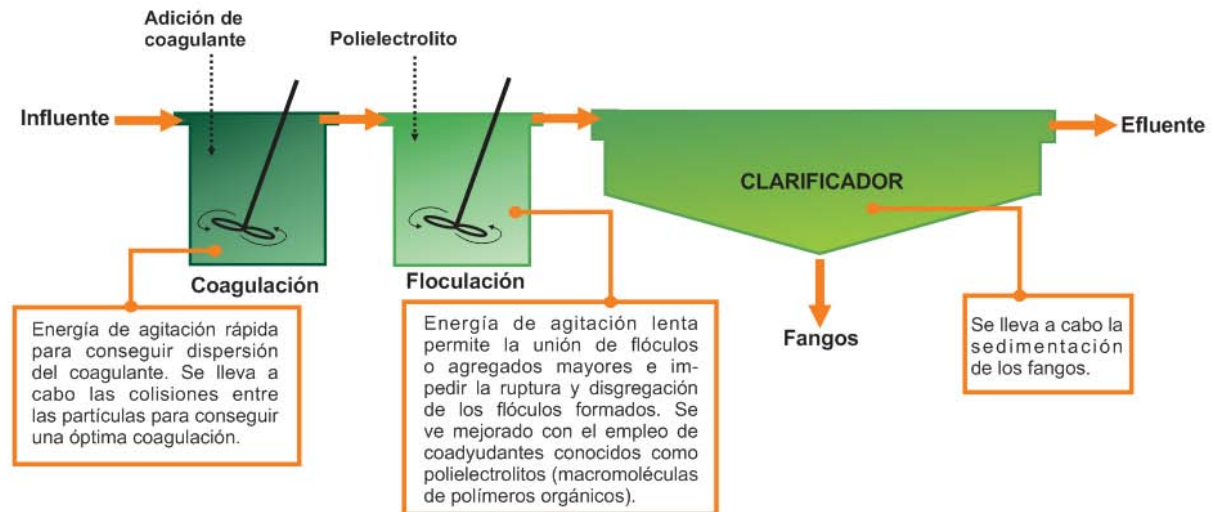 Adición de
coagulante
Polielectrolito
Influente
Efluente
CLARIFICADOR
Coagulación
Floculación
Fangos
Energía de agitación rápida
para conseguir dispersión
del coagulante. Se lleva a
cabo las colisiones entre
las partículas para conseguir
una óptima coagulación.
Energía de agitación lenta
permite la unión de flóculos
o agregados mayores e im-
pedir la ruptura y disgregación
de los flóculos formados. Se
ve mejorado con el empleo de
coadyudantes conocidos como
polielectrolitos (macromoléculas
de polímeros orgánicos).
Se lleva a cabo la
sedimentación
de los fangos.